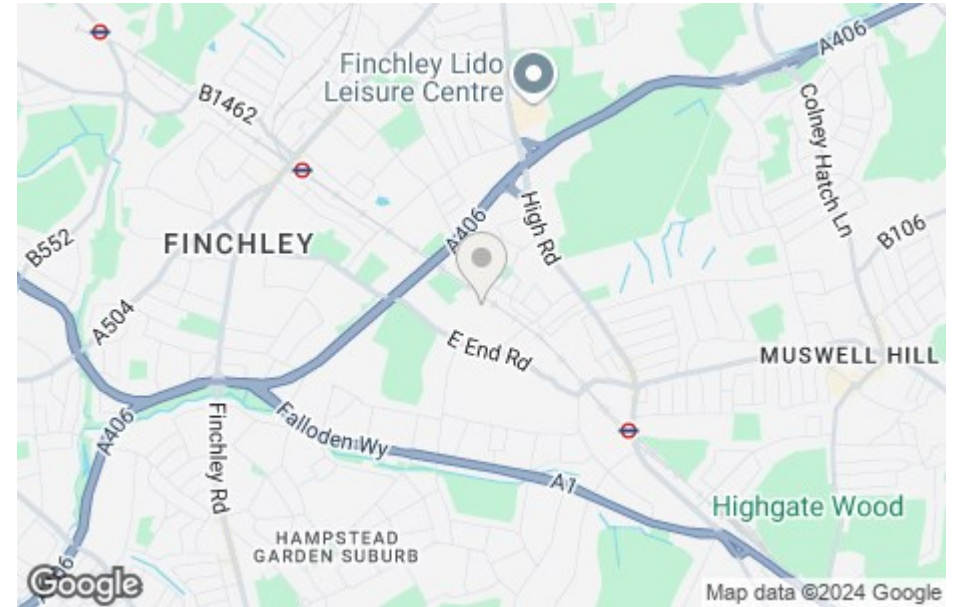 A406
Finchley Lido
Leisure Centre
B1462
Colney Hatch Ln
High Rd
A406
B106
B552
FINCHLEY
A504
E End Rd
MUSWELL HILL
Falloden Wy
Finchley Rd
A406
A1
Highgate Wood
HAMPSTEAD
GARDEN SUBURB
A406
Google
Map data ©2024 Google